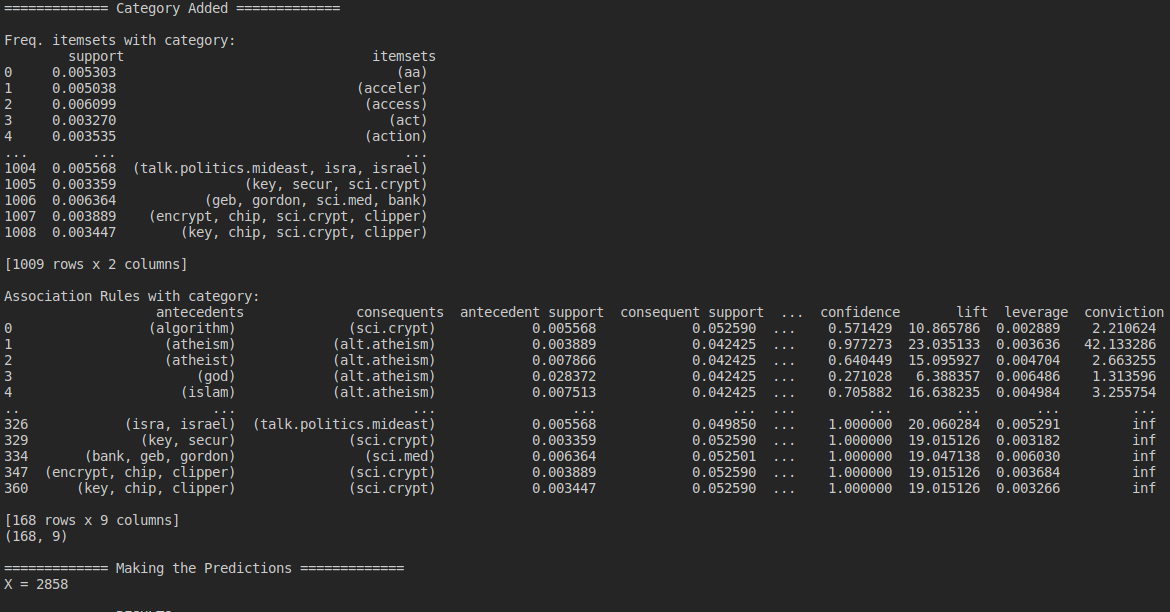 ============= Category Added =============
Freq. itemsets with category:
support itemsets
0 0.005303 (aa)
1 0.005038 (acceler)
2 0.006099 (access)
3 0.003270 (act)
4 0.003535 (action)
... ... ...
1004 0.005568 (talk.politics.mideast, isra, israel)
1005 0.003359 (key, secur, sci.crypt)
1006 0.006364 (geb, gordon, sci.med, bank)
1007 0.003889 (encrypt, chip, sci.crypt, clipper)
1008 0.003447 (key, chip, sci.crypt, clipper)
[1009 rows x 2 columns]
Association Rules with category:
antecedents consequents antecedent support consequent support ... confidence lift leverage conviction
0 (algorithm) (sci.crypt) 0.005568 0.052590 ... 0.571429 10.865786 0.002889 2.210624
1 (atheism) (alt.atheism) 0.003889 0.042425 ... 0.977273 23.035133 0.003636 42.133286
2 (atheist) (alt.atheism) 0.007866 0.042425 ... 0.640449 15.095927 0.004704 2.663255
3 (god) (alt.atheism) 0.028372 0.042425 ... 0.271028 6.388357 0.006486 1.313596
4 (islam) (alt.atheism) 0.007513 0.042425 ... 0.705882 16.638235 0.004984 3.255754
.. ... ... ... ... ... ... ... ... ...
326 (isra, israel) (talk.politics.mideast) 0.005568 0.049850 ... 1.000000 20.060284 0.005291 inf
329 (key, secur) (sci.crypt) 0.003359 0.052590 ... 1.000000 19.015126 0.003182 inf
334 (bank, geb, gordon) (sci.med) 0.006364 0.052501 ... 1.000000 19.047138 0.006030 inf
347 (encrypt, chip, clipper) (sci.crypt) 0.003889 0.052590 ... 1.000000 19.015126 0.003684 inf
360 (key, chip, clipper) (sci.crypt) 0.003447 0.052590 ... 1.000000 19.015126 0.003266 inf
[168 rows x 9 columns]
(168, 9)
============= Making the Predictions =============
X = 2858